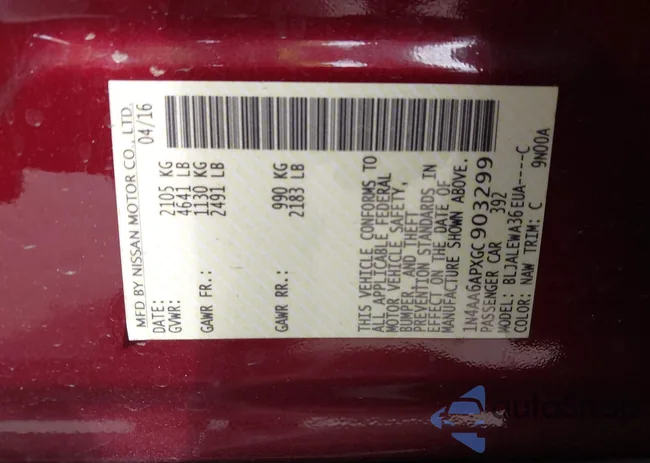 MFD BY NISSAN MOTOR CO., LTD.
DATE: 04/16
GVWR: 2105 KG
4641 LB
GAWR FR.: 1130 KG
2491 LB
GAWR RR.: 990 KG
2183 LB
THIS VEHICLE CONFORMS TO
ALL APPLICABLE FEDERAL
MOTOR VEHICLE SAFETY,
BUMPER, AND THEFT
PREVENTION STANDARDS IN
EFFECT ON THE DATE OF
MANUFACTURE SHOWN ABOVE.
1N4AA6APXGC903299
PASSENGER CAR 392
MODEL: BLJALEWA36EUA----C
COLOR: NAW TRIM: C 9N00A
autoSnap